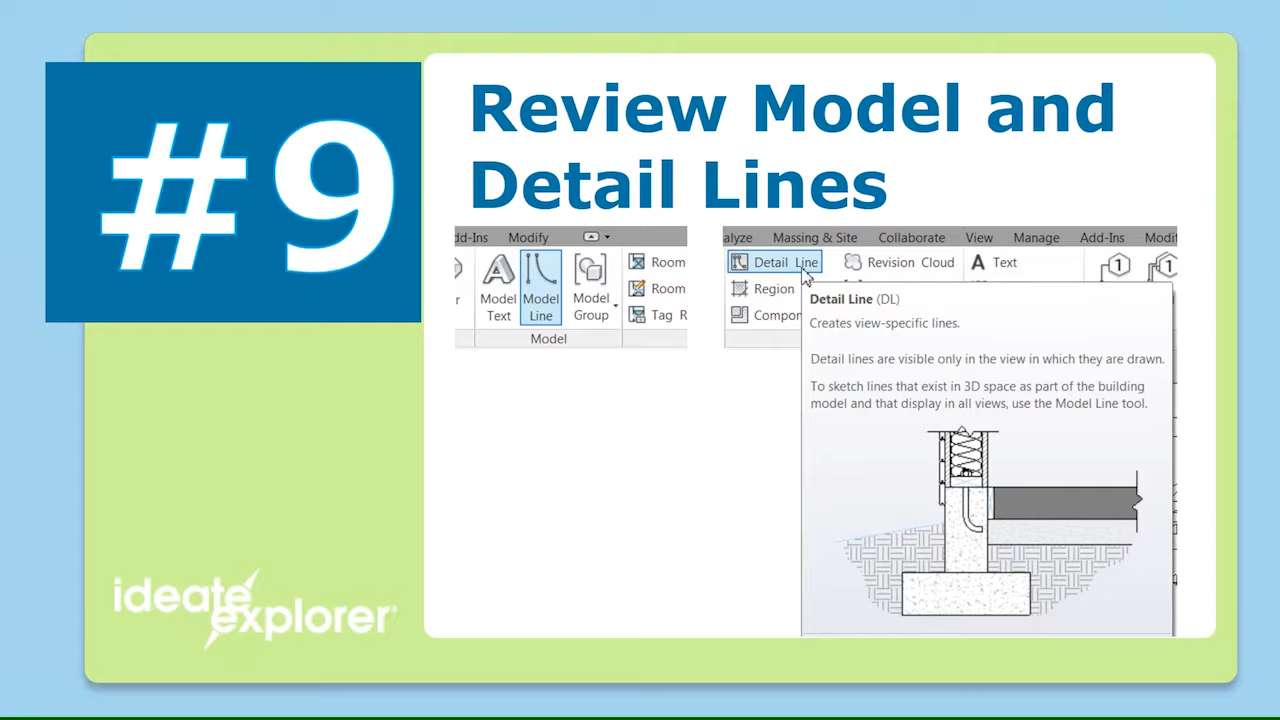 #9
Review Model and
Detail Lines
dd-Ins Modify
Model Text
Model Line
Model Group
Room
Room
Tag R
Model
alyze Massing & Site Collaborate View Manage Add-Ins Modif
Detail Line Revision Cloud A Text
Region
Compon
1 1
Detail Line (DL)
Creates view-specific lines.
Detail lines are visible only in the view in which they are drawn.
To sketch lines that exist in 3D space as part of the building
model and that display in all views, use the Model Line tool.
ideate
explorer